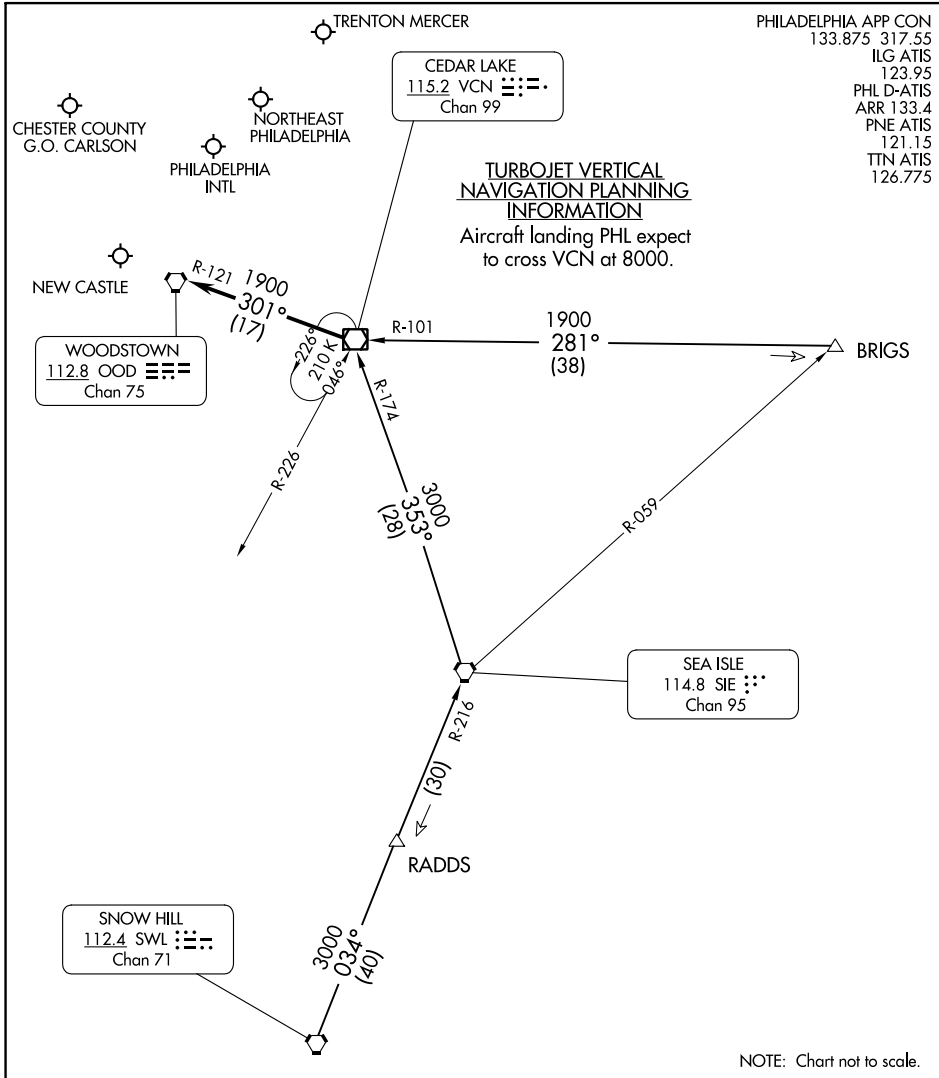 TRENTON MERCER
PHILADELPHIA APP CON
133.875 317.55
ILG ATIS
123.95
PHL D-ATIS
ARR 133.4
PNE ATIS
121.15
TTN ATIS
126.775
CEDAR LAKE
115.2 VCN
Chan 99
CHESTER COUNTY
G.O. CARLSON
NORTHEAST
PHILADELPHIA
PHILADELPHIA
INTL
TURBOJET VERTICAL
NAVIGATION PLANNING
INFORMATION
Aircraft landing PHL expect
to cross VCN at 8000.
NEW CASTLE
R-121
1900
301°
(17)
WOODSTOWN
112.8 OOD
Chan 75
226°
210 K
046°
R-226
R-101
1900
281°
(38)
BRIGS
R-174
3000
353°
(28)
R-059
SEA ISLE
114.8 SIE
Chan 95
R-216
(30)
RADDS
SNOW HILL
112.4 SWL
Chan 71
3000
034°
(40)
NOTE: Chart not to scale.